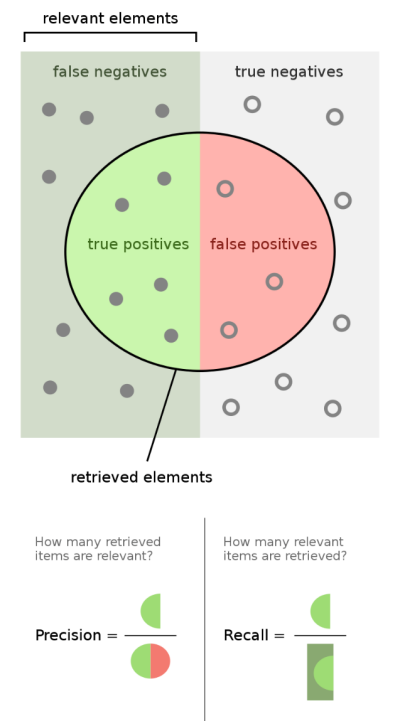 relevant elements
false negatives
true negatives
true positives
false positives
retrieved elements
How many retrieved
items are relevant?
How many relevant
items are retrieved?
Precision =
Recall =